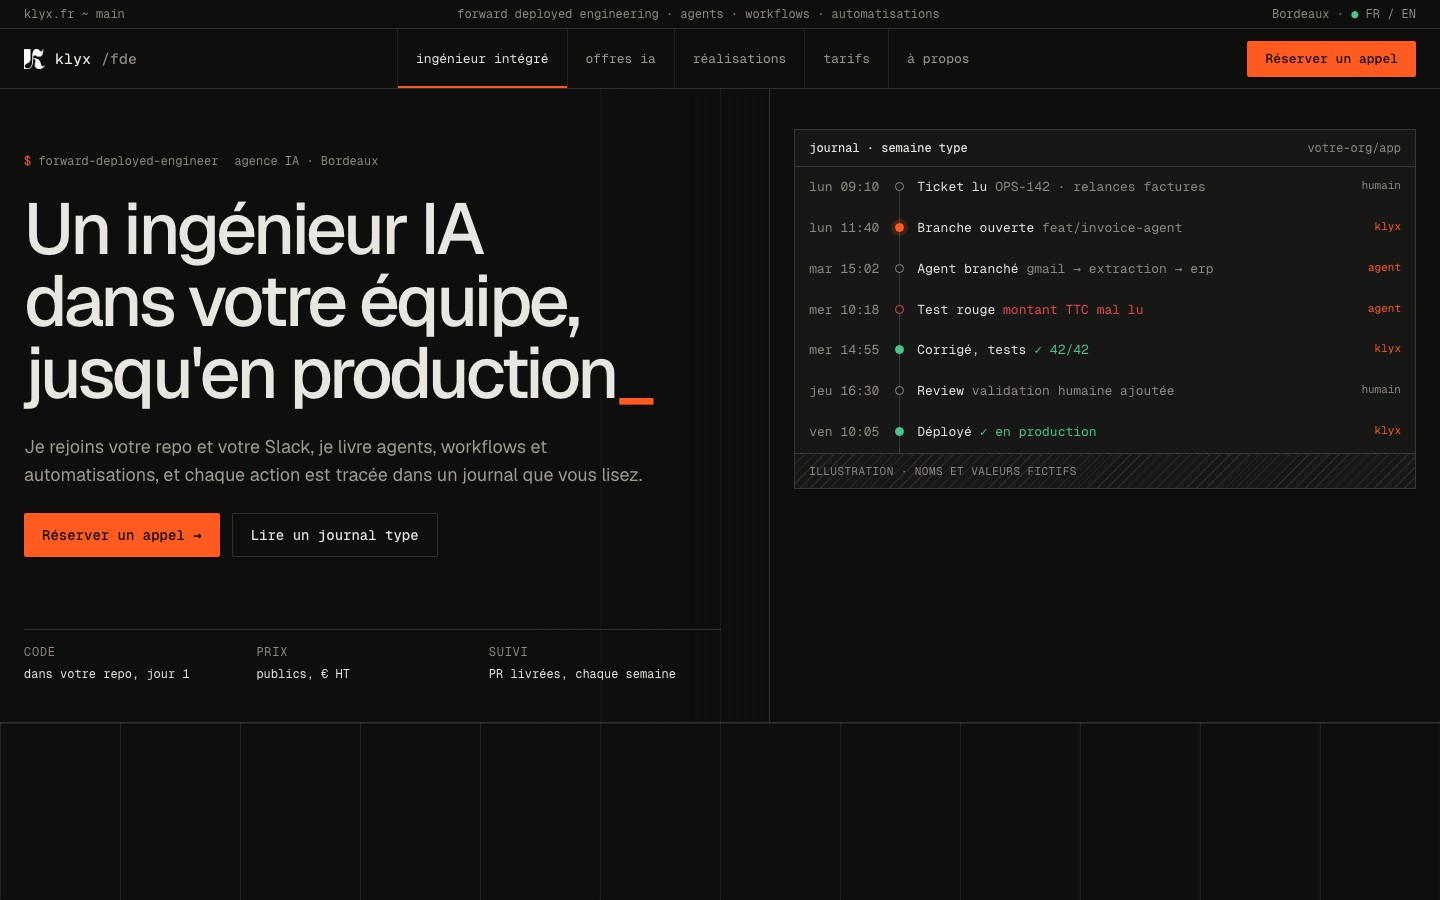 klyx.fr ~ main
forward deployed engineering · agents · workflows · automatisations
Bordeaux · ● FR / EN
klyx /fde
ingénieur intégré
offres ia
réalisations
tarifs
à propos
Réserver un appel
$ forward-deployed-engineer agence IA · Bordeaux
Un ingénieur IA
dans votre équipe,
jusqu'en production_
Je rejoins votre repo et votre Slack, je livre agents, workflows et
automatisations, et chaque action est tracée dans un journal que vous lisez.
Réserver un appel →
Lire un journal type
CODE
dans votre repo, jour 1
PRIX
publics, € HT
SUIVI
PR livrées, chaque semaine
journal · semaine type
votre-org/app
lun 09:10 Ticket lu OPS-142 · relances factures humain
lun 11:40 Branche ouverte feat/invoice-agent klyx
mar 15:02 Agent branché gmail → extraction → erp agent
mer 10:18 Test rouge montant TTC mal lu agent
mer 14:55 Corrigé, tests ✓ 42/42 klyx
jeu 16:30 Review validation humaine ajoutée humain
ven 10:05 Déployé ✓ en production klyx
ILLUSTRATION · NOMS ET VALEURS FICTIFS